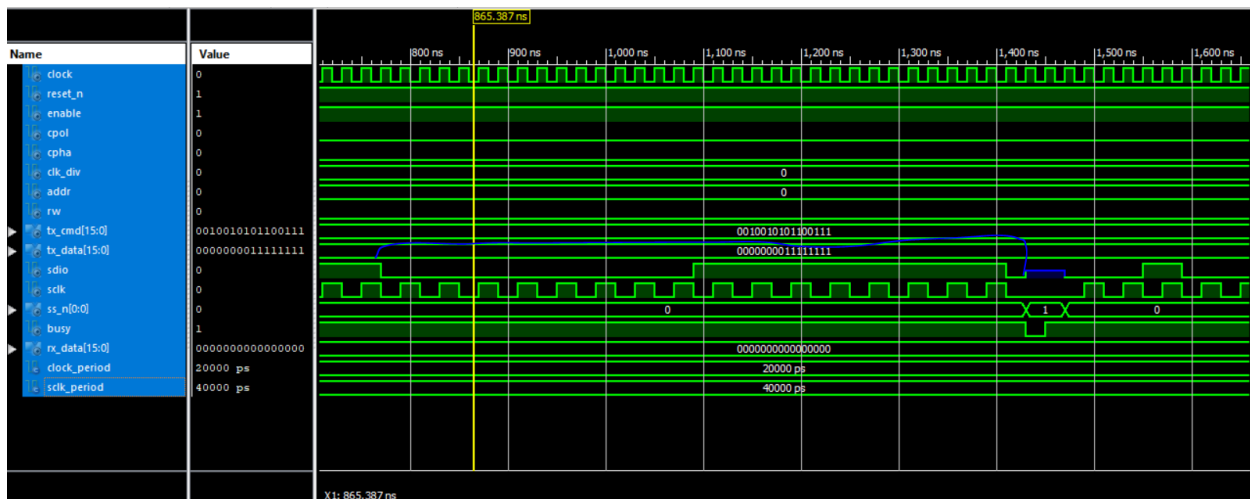 865.387 ns
Name Value 800 ns 900 ns 1,000 ns 1,100 ns 1,200 ns 1,300 ns 1,400 ns 1,500 ns 1,600 ns
clock 0
reset_n 1
enable 1
cpol 0
cpha 0
clk_div 0 0
addr 0 0
rw 0
tx_cmd[15:0] 0010010101100111 0010010101100111
tx_data[15:0] 0000000011111111 0000000011111111
sdio 0
sclk 0
ss_n[0:0] 0 0 1 0
busy 1
rx_data[15:0] 0000000000000000 0000000000000000
clock_period 20000 ps 20000 ps
sclk_period 40000 ps 40000 ps
X1: 865.387 ns